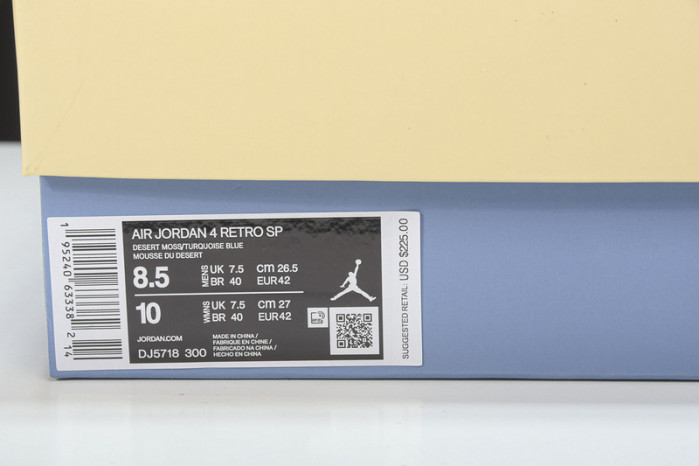 AIR JORDAN 4 RETRO SP
DESERT MOSS/TURQUOISE BLUE
MOUSSE DU DESERT
8.5 MENS UK 7.5 CM 26.5
BR 40 EUR42
10 WMNS UK 7.5 CM 27
BR 40 EUR42
JORDAN.COM
DJ5718 300
MADE IN CHINA /
FABRIQUE EN CHINE /
FABRICADO NA CHINA /
HECHO EN CHINA
1 95240 63338 2 14
SUGGESTED RETAIL: USD $225.00